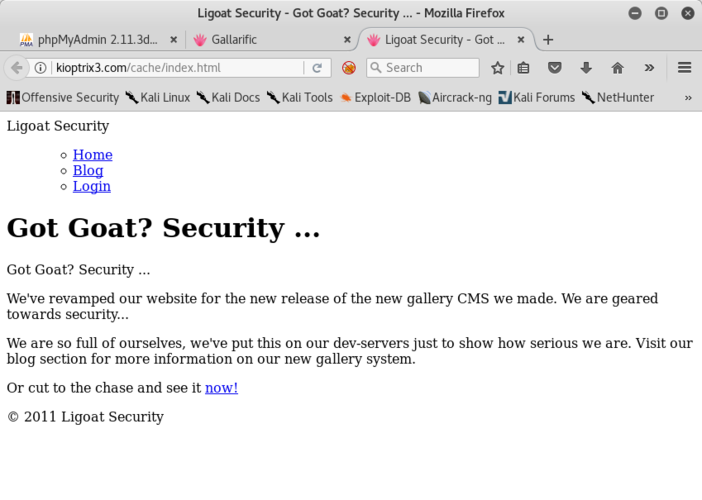 Ligoat Security - Got Goat? Security ... - Mozilla Firefox
phpMyAdmin 2.11.3d...
Gallarific
Ligoat Security - Got ...
kioptrix3.com/cache/index.html
Search
Offensive Security
Kali Linux
Kali Docs
Kali Tools
Exploit-DB
Aircrack-ng
Kali Forums
NetHunter
Ligoat Security
Home
Blog
Login
Got Goat? Security ...
Got Goat? Security ...
We've revamped our website for the new release of the new gallery CMS we made. We are geared
towards security...
We are so full of ourselves, we've put this on our dev-servers just to show how serious we are. Visit our
blog section for more information on our new gallery system.
Or cut to the chase and see it now!
© 2011 Ligoat Security